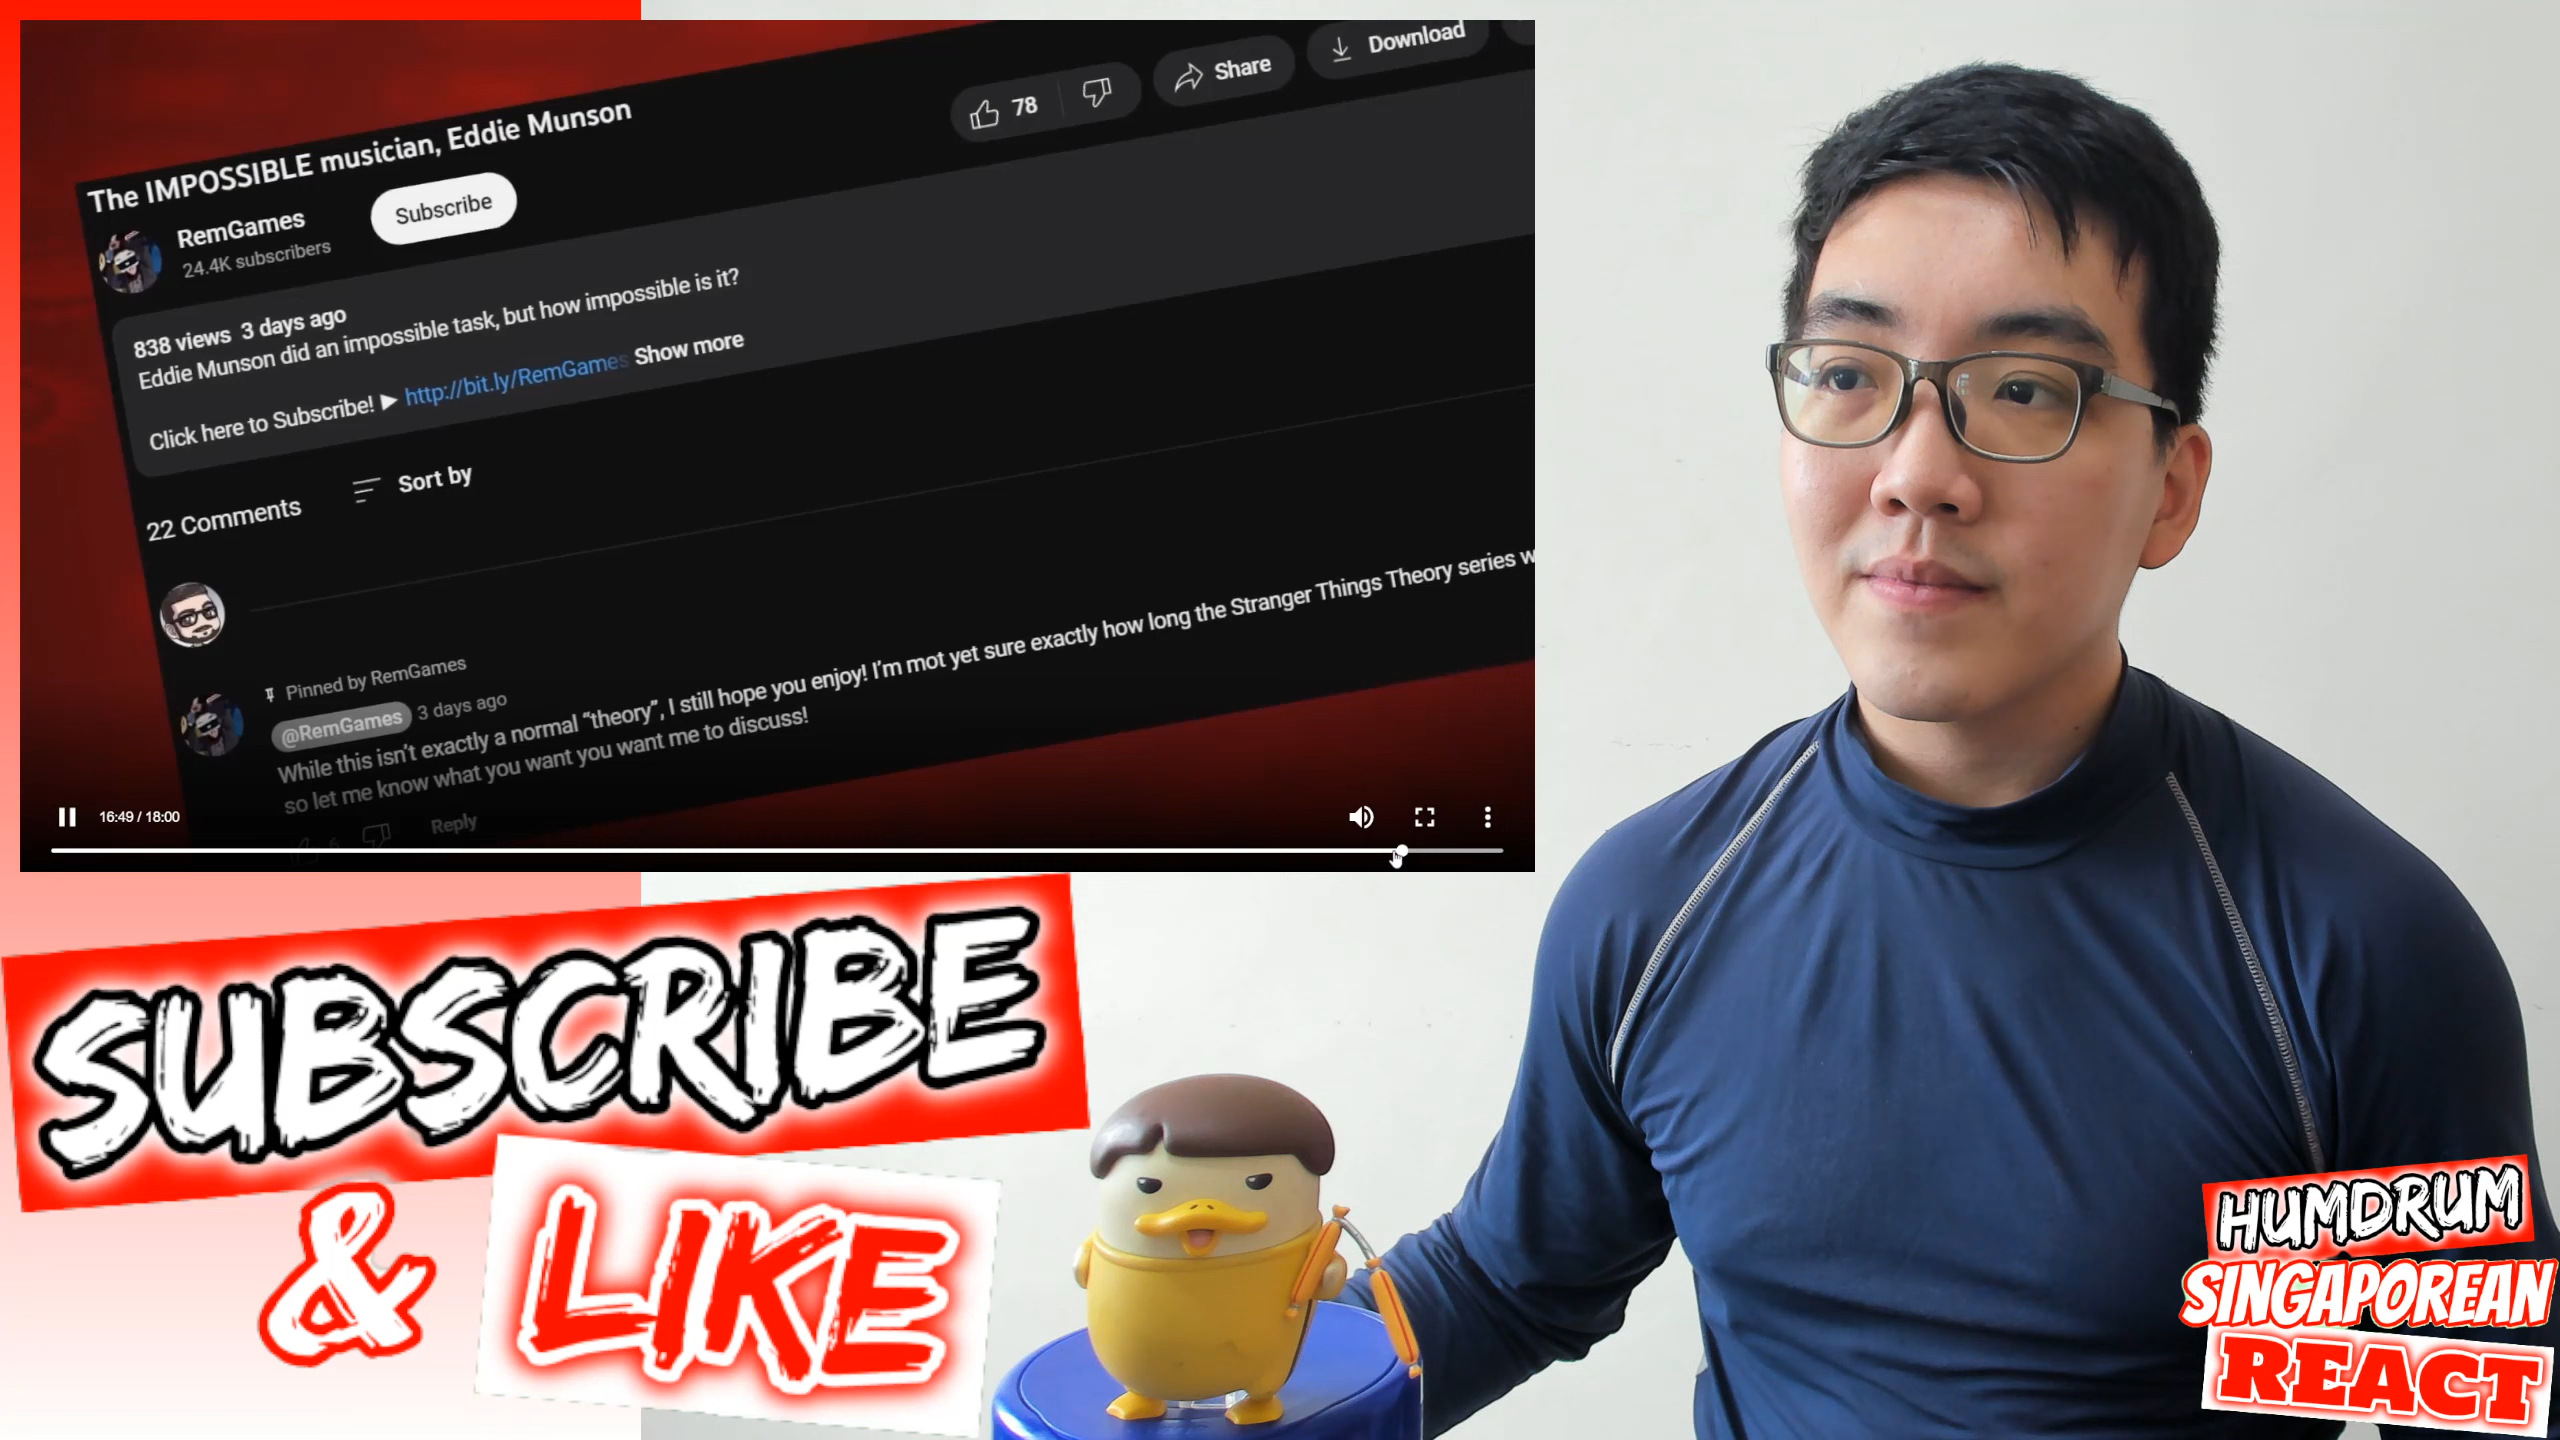 The IMPOSSIBLE musician, Eddie Munson
RemGames
24.4K subscribers
Subscribe
78
Share
Download
838 views 3 days ago
Eddie Munson did an impossible task, but how impossible is it?
Click here to Subscribe! ▶ http://bit.ly/RemGames Show more
22 Comments
Sort by
Pinned by RemGames
@RemGames 3 days ago
While this isn't exactly a normal “theory”, I still hope you enjoy! I'm mot yet sure exactly how long the Stranger Things Theory series
so let me know what you want you want me to discuss!
6
Reply
16:49 / 18:00
SUBSCRIBE
& LIKE
HUMDRUM
SINGAPOREAN
REACT